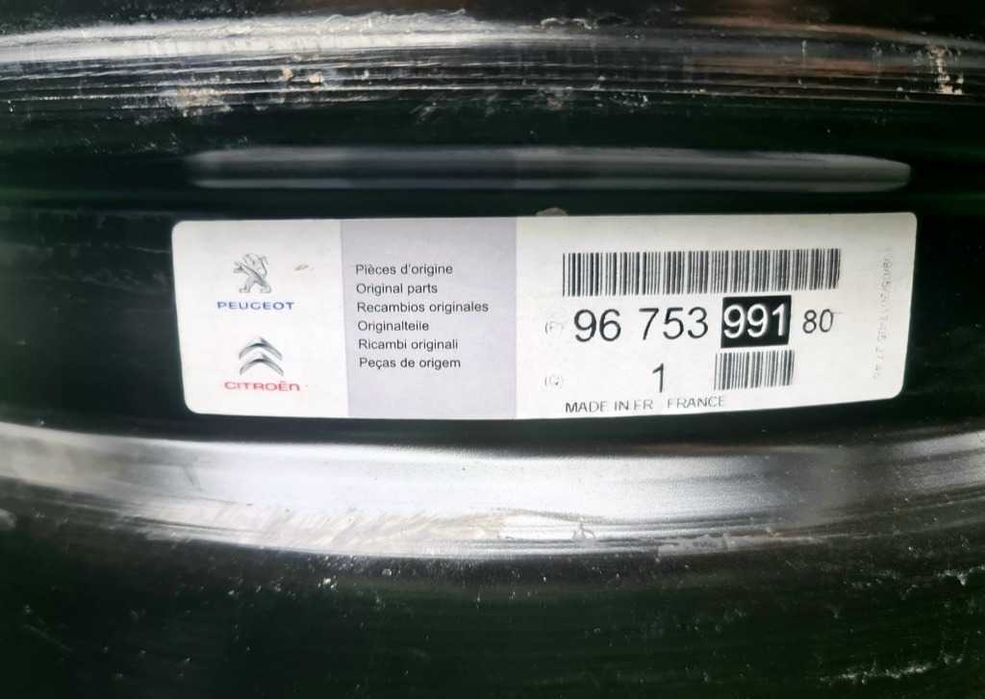 PEUGEOT
CITROËN
Pièces d'origine
Original parts
Recambios originales
Originalteile
Ricambi originali
Peças de origem
(P) 96 753 991 80
(Q) 1
MADE IN FR FRANCE